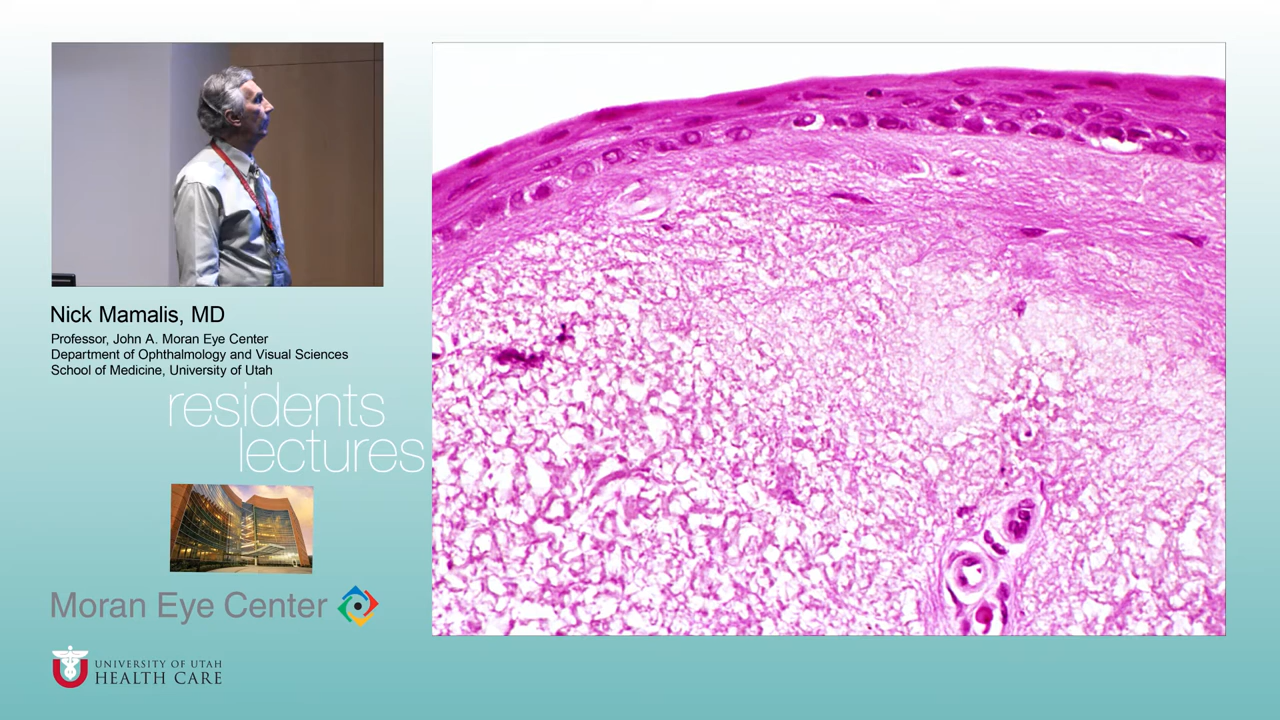 Nick Mamalis, MD
Professor, John A. Moran Eye Center
Department of Ophthalmology and Visual Sciences
School of Medicine, University of Utah
residents
lectures
Moran Eye Center
UNIVERSITY OF UTAH
HEALTH CARE